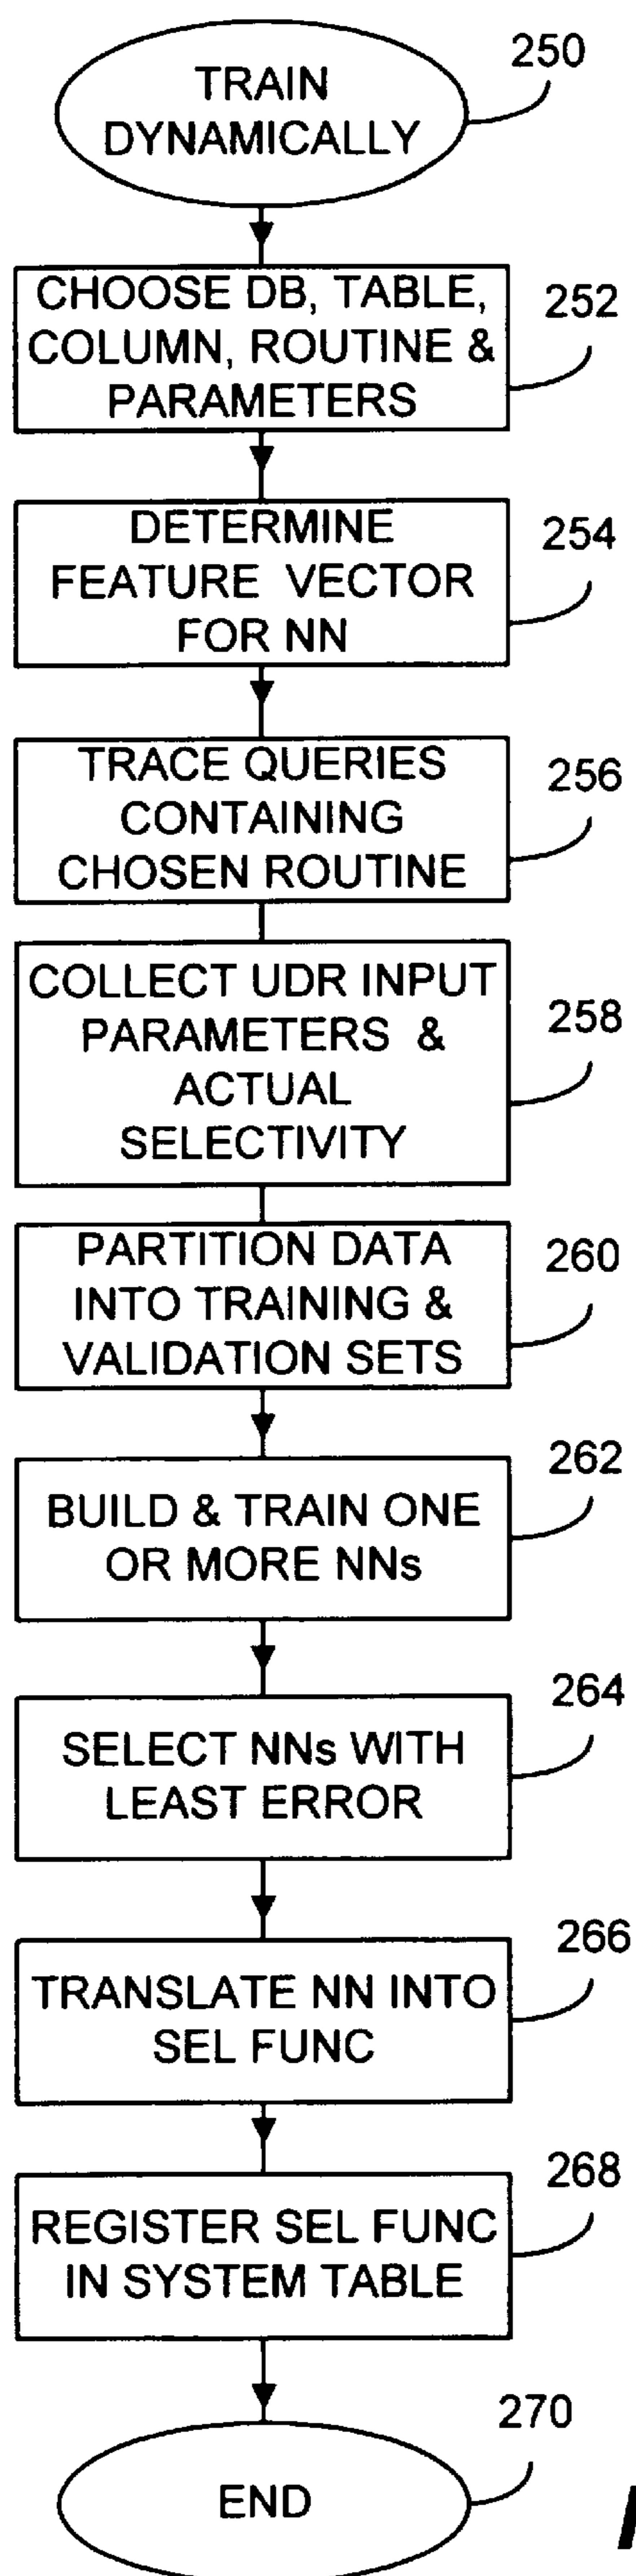 250
TRAIN
DYNAMICALLY
252
CHOOSE DB, TABLE,
COLUMN, ROUTINE &
PARAMETERS
254
DETERMINE
FEATURE VECTOR
FOR NN
256
TRACE QUERIES
CONTAINING
CHOSEN ROUTINE
258
COLLECT UDR INPUT
PARAMETERS &
ACTUAL
SELECTIVITY
260
PARTITION DATA
INTO TRAINING &
VALIDATION SETS
262
BUILD & TRAIN ONE
OR MORE NNs
264
SELECT NNs WITH
LEAST ERROR
266
TRANSLATE NN INTO
SEL FUNC
268
REGISTER SEL FUNC
IN SYSTEM TABLE
270
END